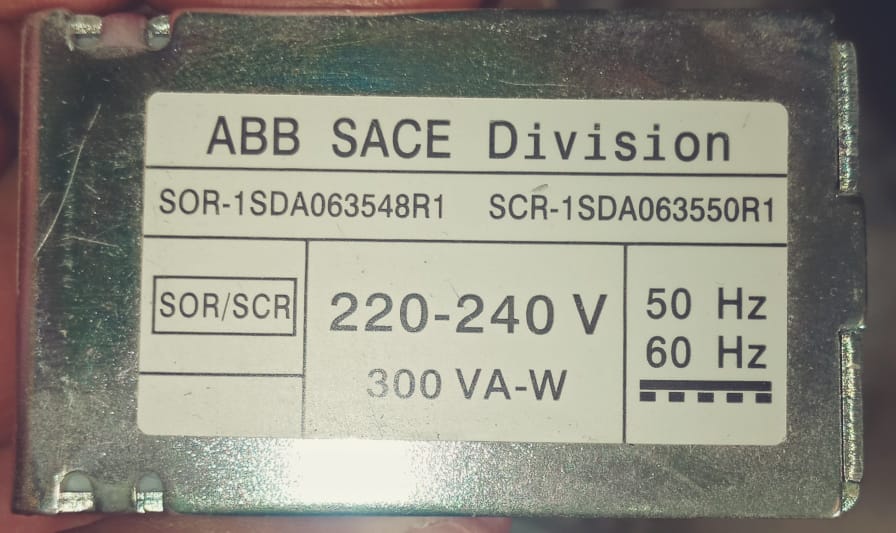 ABB SACE Division
SOR-1SDA063548R1 SCR-1SDA063550R1
SOR/SCR
220-240 V
300 VA-W
50 Hz
60 Hz